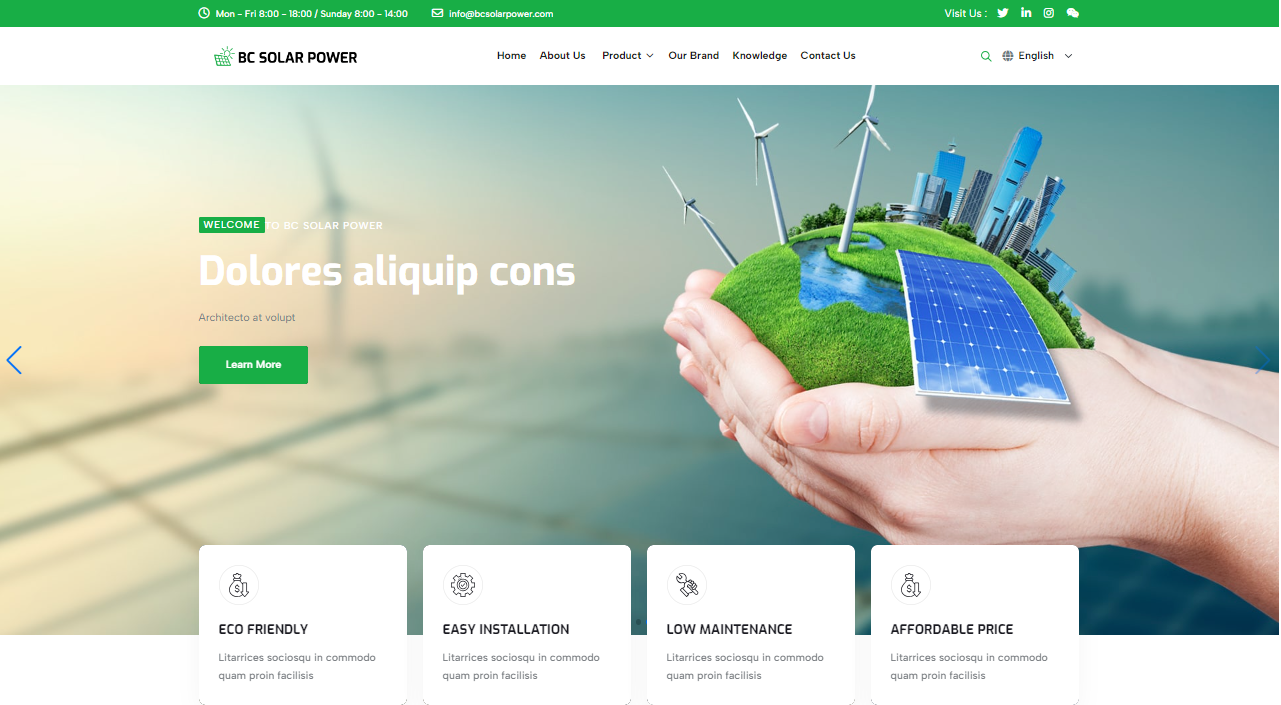 Mon – Fri 8:00 – 18:00 / Sunday 8:00 – 14:00
info@bcsolarpower.com
Visit Us :
BC SOLAR POWER
Home
About Us
Product
Our Brand
Knowledge
Contact Us
English
WELCOME TO BC SOLAR POWER
Dolores aliquip cons
Architecto at volupt
Learn More
ECO FRIENDLY
Litarrices sociosqu in commodo
quam proin facilisis
EASY INSTALLATION
Litarrices sociosqu in commodo
quam proin facilisis
LOW MAINTENANCE
Litarrices sociosqu in commodo
quam proin facilisis
AFFORDABLE PRICE
Litarrices sociosqu in commodo
quam proin facilisis